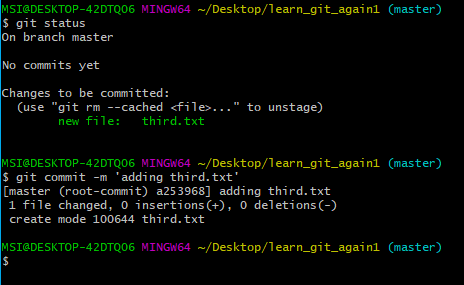 MSI@DESKTOP-42DTQO6 MINGW64 ~/Desktop/learn_git_again1 (master)
$ git status
On branch master
No commits yet
Changes to be committed:
  (use "git rm --cached <file>..." to unstage)
        new file:   third.txt
MSI@DESKTOP-42DTQO6 MINGW64 ~/Desktop/learn_git_again1 (master)
$ git commit -m 'adding third.txt'
[master (root-commit) a253968] adding third.txt
 1 file changed, 0 insertions(+), 0 deletions(-)
 create mode 100644 third.txt
MSI@DESKTOP-42DTQO6 MINGW64 ~/Desktop/learn_git_again1 (master)
$